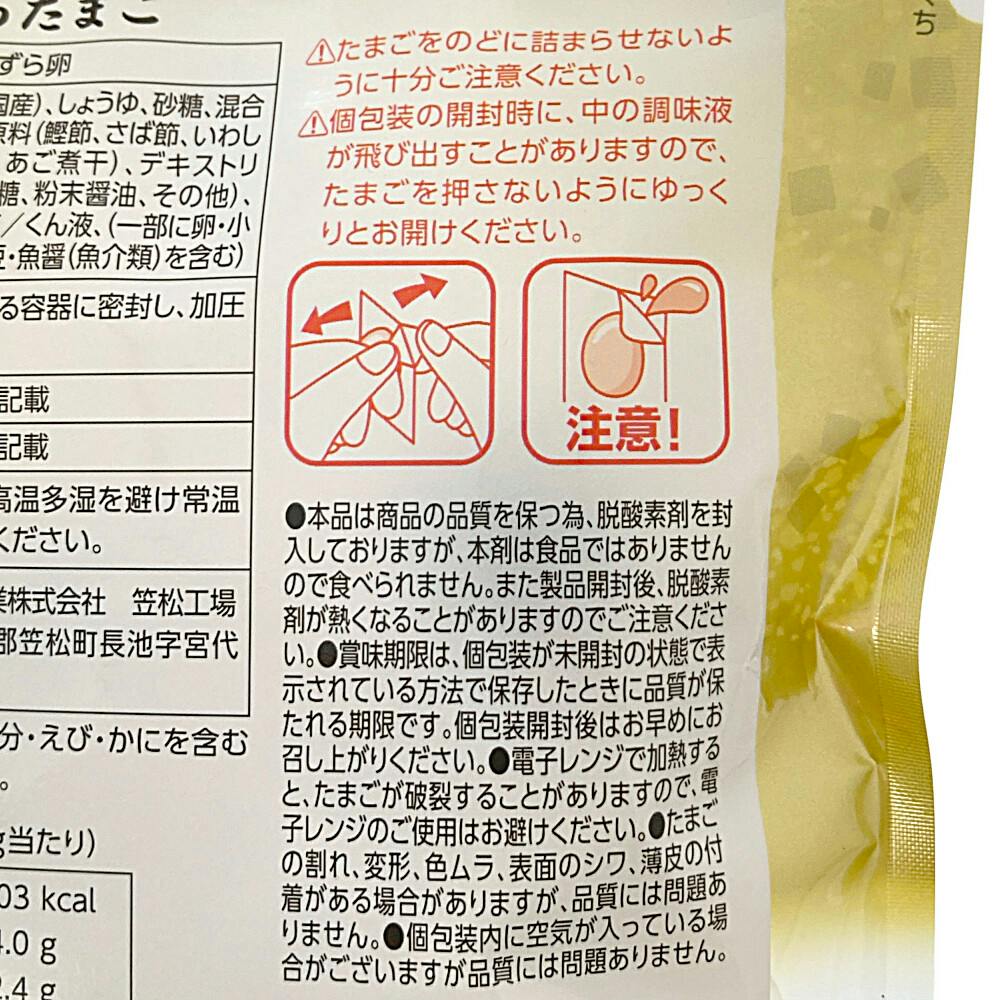 たまご
ずら卵
国産)、しょうゆ、砂糖、混合
原料(鰹節、さば節、いわし
あご煮干)、デキストリ
糖、粉末醤油、その他)、
/くん液、(一部に卵・小
・魚醤(魚介類)を含む)
る容器に密封し、加圧
記載
記載
高温多湿を避け常温
ください。
業株式会社 笠松工場
郡笠松町長池字宮代
分・えび・かにを含む
。
g当たり)
03 kcal
.0 g
.4 g
⚠たまごをのどに詰まらせないよ
うに十分ご注意ください。
⚠個包装の開封時に、中の調味液
が飛び出すことがありますので、
たまごを押さないようにゆっく
りとお開けください。
注意!
●本品は商品の品質を保つ為、脱酸素剤を封
入しておりますが、本剤は食品ではありません
ので食べられません。また製品開封後、脱酸素
剤が熱くなることがありますのでご注意くださ
い。●賞味期限は、個包装が未開封の状態で表
示されている方法で保存したときに品質が保
たれる期限です。個包装開封後はお早めにお
召し上がりください。●電子レンジで加熱する
と、たまごが破裂することがありますので、電
子レンジのご使用はお避けください。●たまご
の割れ、変形、色ムラ、表面のシワ、薄皮の付
着がある場合がありますが、品質には問題あ
りません。●個包装内に空気が入っている場
合がございますが品質には問題ありません。
くち